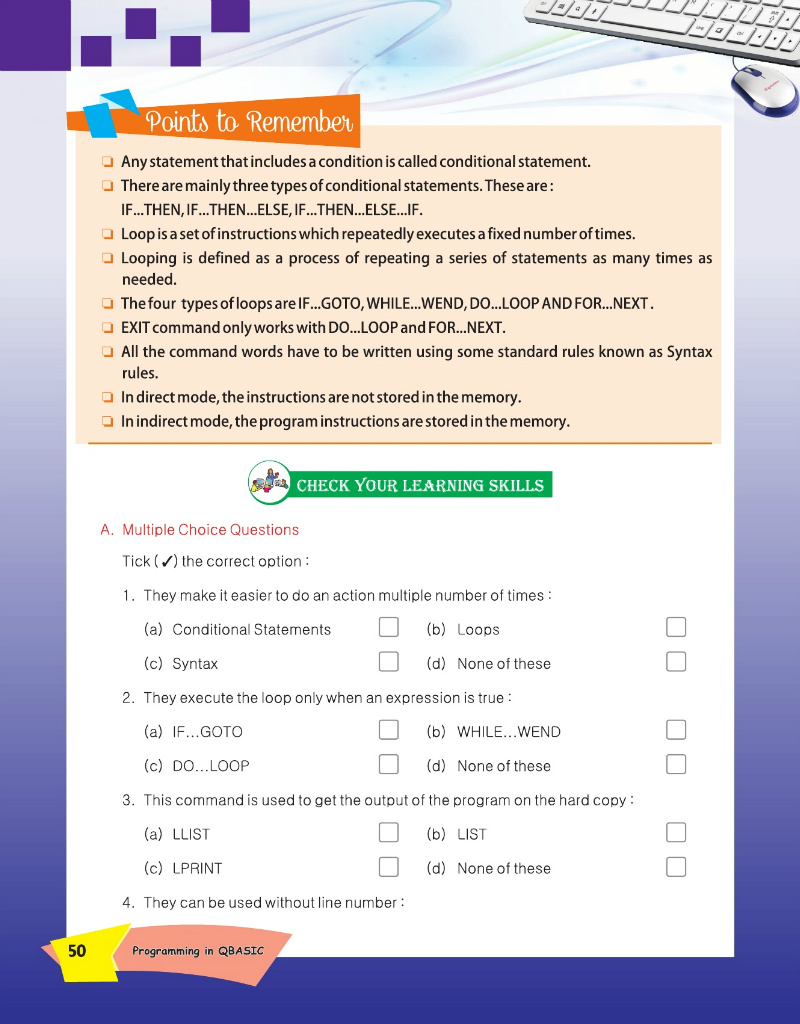 Points to Remember
❑ Any statement that includes a condition is called conditional statement.
❑ There are mainly three types of conditional statements. These are :
IF...THEN, IF...THEN...ELSE, IF...THEN...ELSE...IF.
❑ Loop is a set of instructions which repeatedly executes a fixed number of times.
❑ Looping is defined as a process of repeating a series of statements as many times as
needed.
❑ The four types of loops are IF...GOTO, WHILE...WEND, DO...LOOP AND FOR...NEXT .
❑ EXIT command only works with DO...LOOP and FOR...NEXT.
❑ All the command words have to be written using some standard rules known as Syntax
rules.
❑ In direct mode, the instructions are not stored in the memory.
❑ In indirect mode, the program instructions are stored in the memory.
CHECK YOUR LEARNING SKILLS
A. Multiple Choice Questions
Tick (✓) the correct option :
1. They make it easier to do an action multiple number of times :
(a) Conditional Statements (b) Loops
(c) Syntax (d) None of these
2. They execute the loop only when an expression is true :
(a) IF...GOTO (b) WHILE...WEND
(c) DO...LOOP (d) None of these
3. This command is used to get the output of the program on the hard copy :
(a) LLIST (b) LIST
(c) LPRINT (d) None of these
4. They can be used without line number :
50 Programming in QBASIC